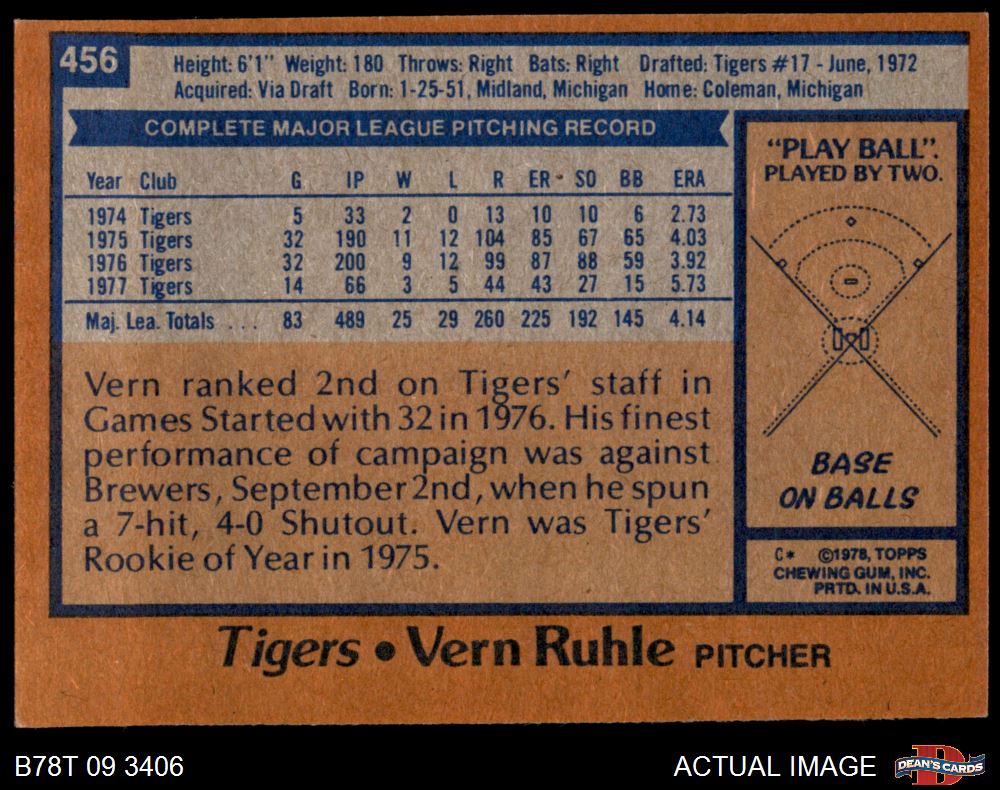 456
Height: 6'1" Weight: 180 Throws: Right Bats: Right Drafted: Tigers #17 - June, 1972
Acquired: Via Draft Born: 1-25-51, Midland, Michigan Home: Coleman, Michigan
COMPLETE MAJOR LEAGUE PITCHING RECORD
Year Club G IP W L R ER SO BB ERA
1974 Tigers 5 33 2 0 13 10 10 6 2.73
1975 Tigers 32 190 11 12 104 85 67 65 4.03
1976 Tigers 32 200 9 12 99 87 88 59 3.92
1977 Tigers 14 66 3 5 44 43 27 15 5.73
Maj. Lea. Totals ... 83 489 25 29 260 225 192 145 4.14
Vern ranked 2nd on Tigers' staff in
Games Started with 32 in 1976. His finest
performance of campaign was against
Brewers, September 2nd, when he spun
a 7-hit, 4-0 Shutout. Vern was Tigers'
Rookie of Year in 1975.
"PLAY BALL".
PLAYED BY TWO.
BASE
ON BALLS
C* ©1978, TOPPS
CHEWING GUM, INC.
PRTD. IN U.S.A.
Tigers • Vern Ruhle PITCHER
B78T 09 3406
ACTUAL IMAGE
D
DEAN'S CARDS